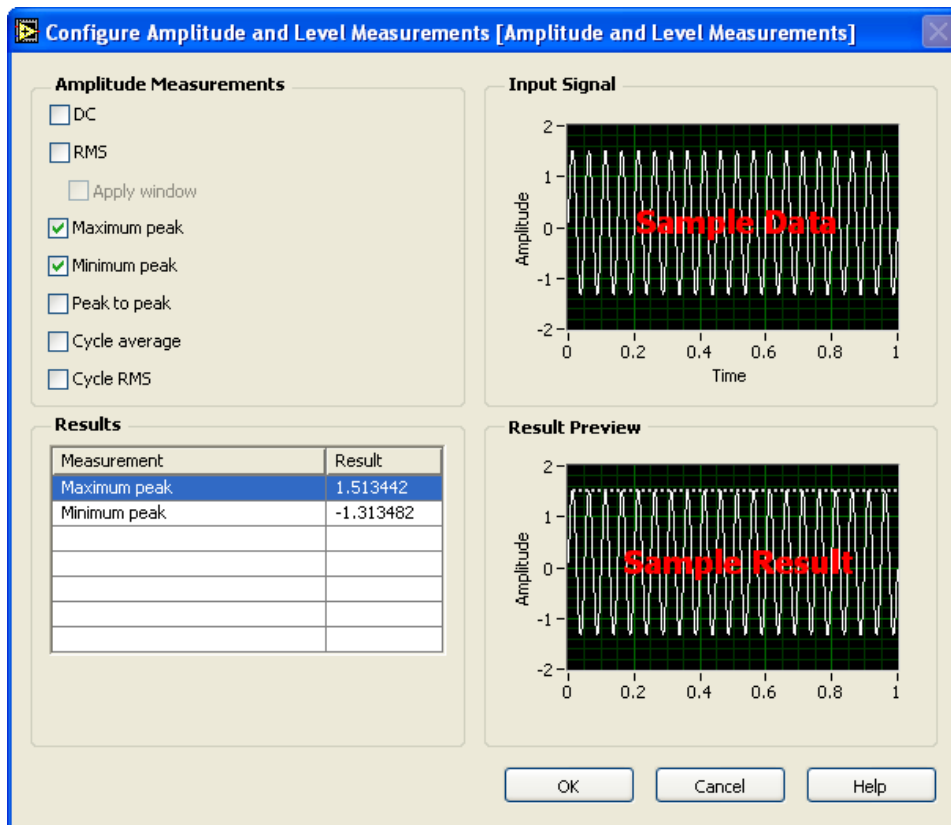 Configure Amplitude and Level Measurements [Amplitude and Level Measurements]
Amplitude Measurements
DC
RMS
Apply window
Maximum peak
Minimum peak
Peak to peak
Cycle average
Cycle RMS
Input Signal
2
1
0
-1
-2
Amplitude
Sample Data
0 0.2 0.4 0.6 0.8 1
Time
Results
Measurement Result
Maximum peak 1.513442
Minimum peak -1.313482
Result Preview
2
1
0
-1
-2
Amplitude
Sample Result
0 0.2 0.4 0.6 0.8 1
OK Cancel Help